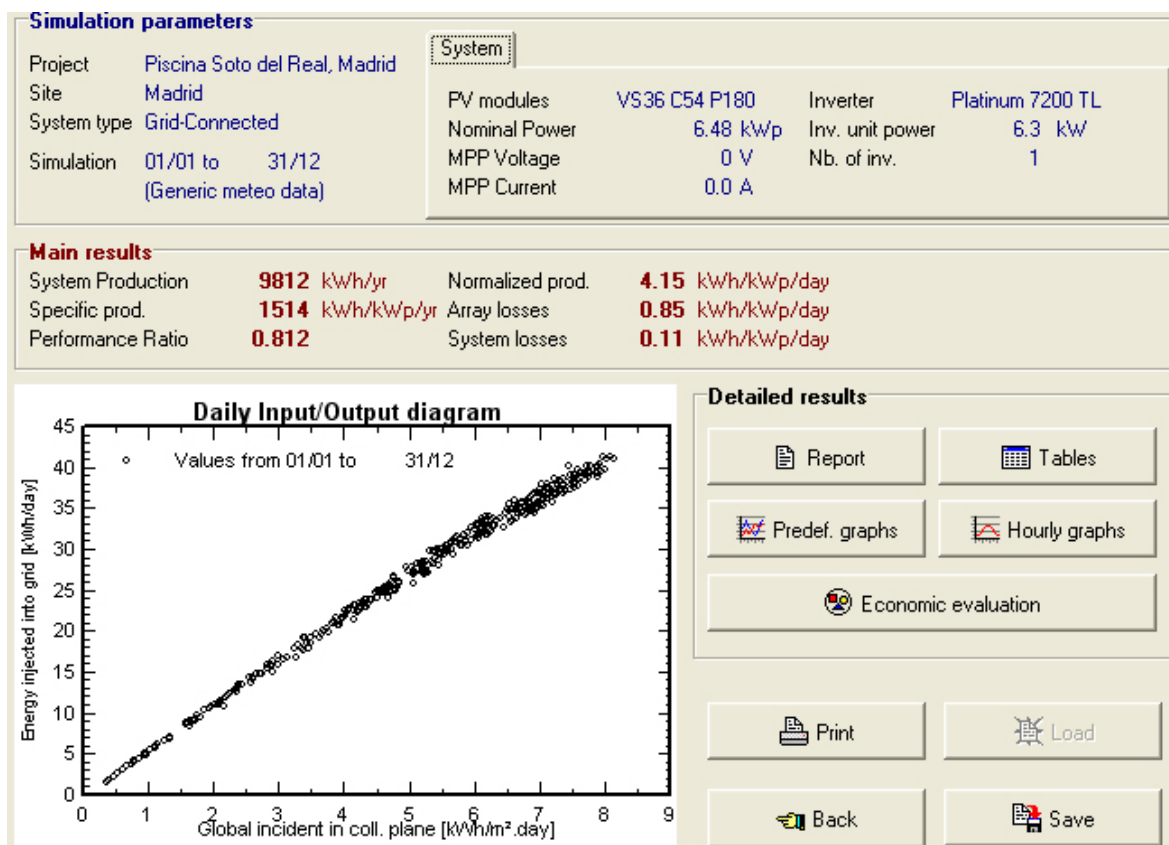 Simulation parameters
Project Piscina Soto del Real, Madrid
Site Madrid
System type Grid-Connected
Simulation 01/01 to 31/12
(Generic meteo data)
System
PV modules VS36 C54 P180 Inverter Platinum 7200 TL
Nominal Power 6.48 kWp Inv. unit power 6.3 kW
MPP Voltage 0 V Nb. of inv. 1
MPP Current 0.0 A
Main results
System Production 9812 kWh/yr Normalized prod. 4.15 kWh/kWp/day
Specific prod. 1514 kWh/kWp/yr Array losses 0.85 kWh/kWp/day
Performance Ratio 0.812 System losses 0.11 kWh/kWp/day
Daily Input/Output diagram
Values from 01/01 to 31/12
Energy injected into grid [kWh/day]
45
40
35
30
25
20
15
10
5
0
0 1 2 3 4 5 6 7 8 9
Global incident in coll. plane [kWh/m².day]
Detailed results
Report Tables
Predef. graphs Hourly graphs
Economic evaluation
Print Load
Back Save